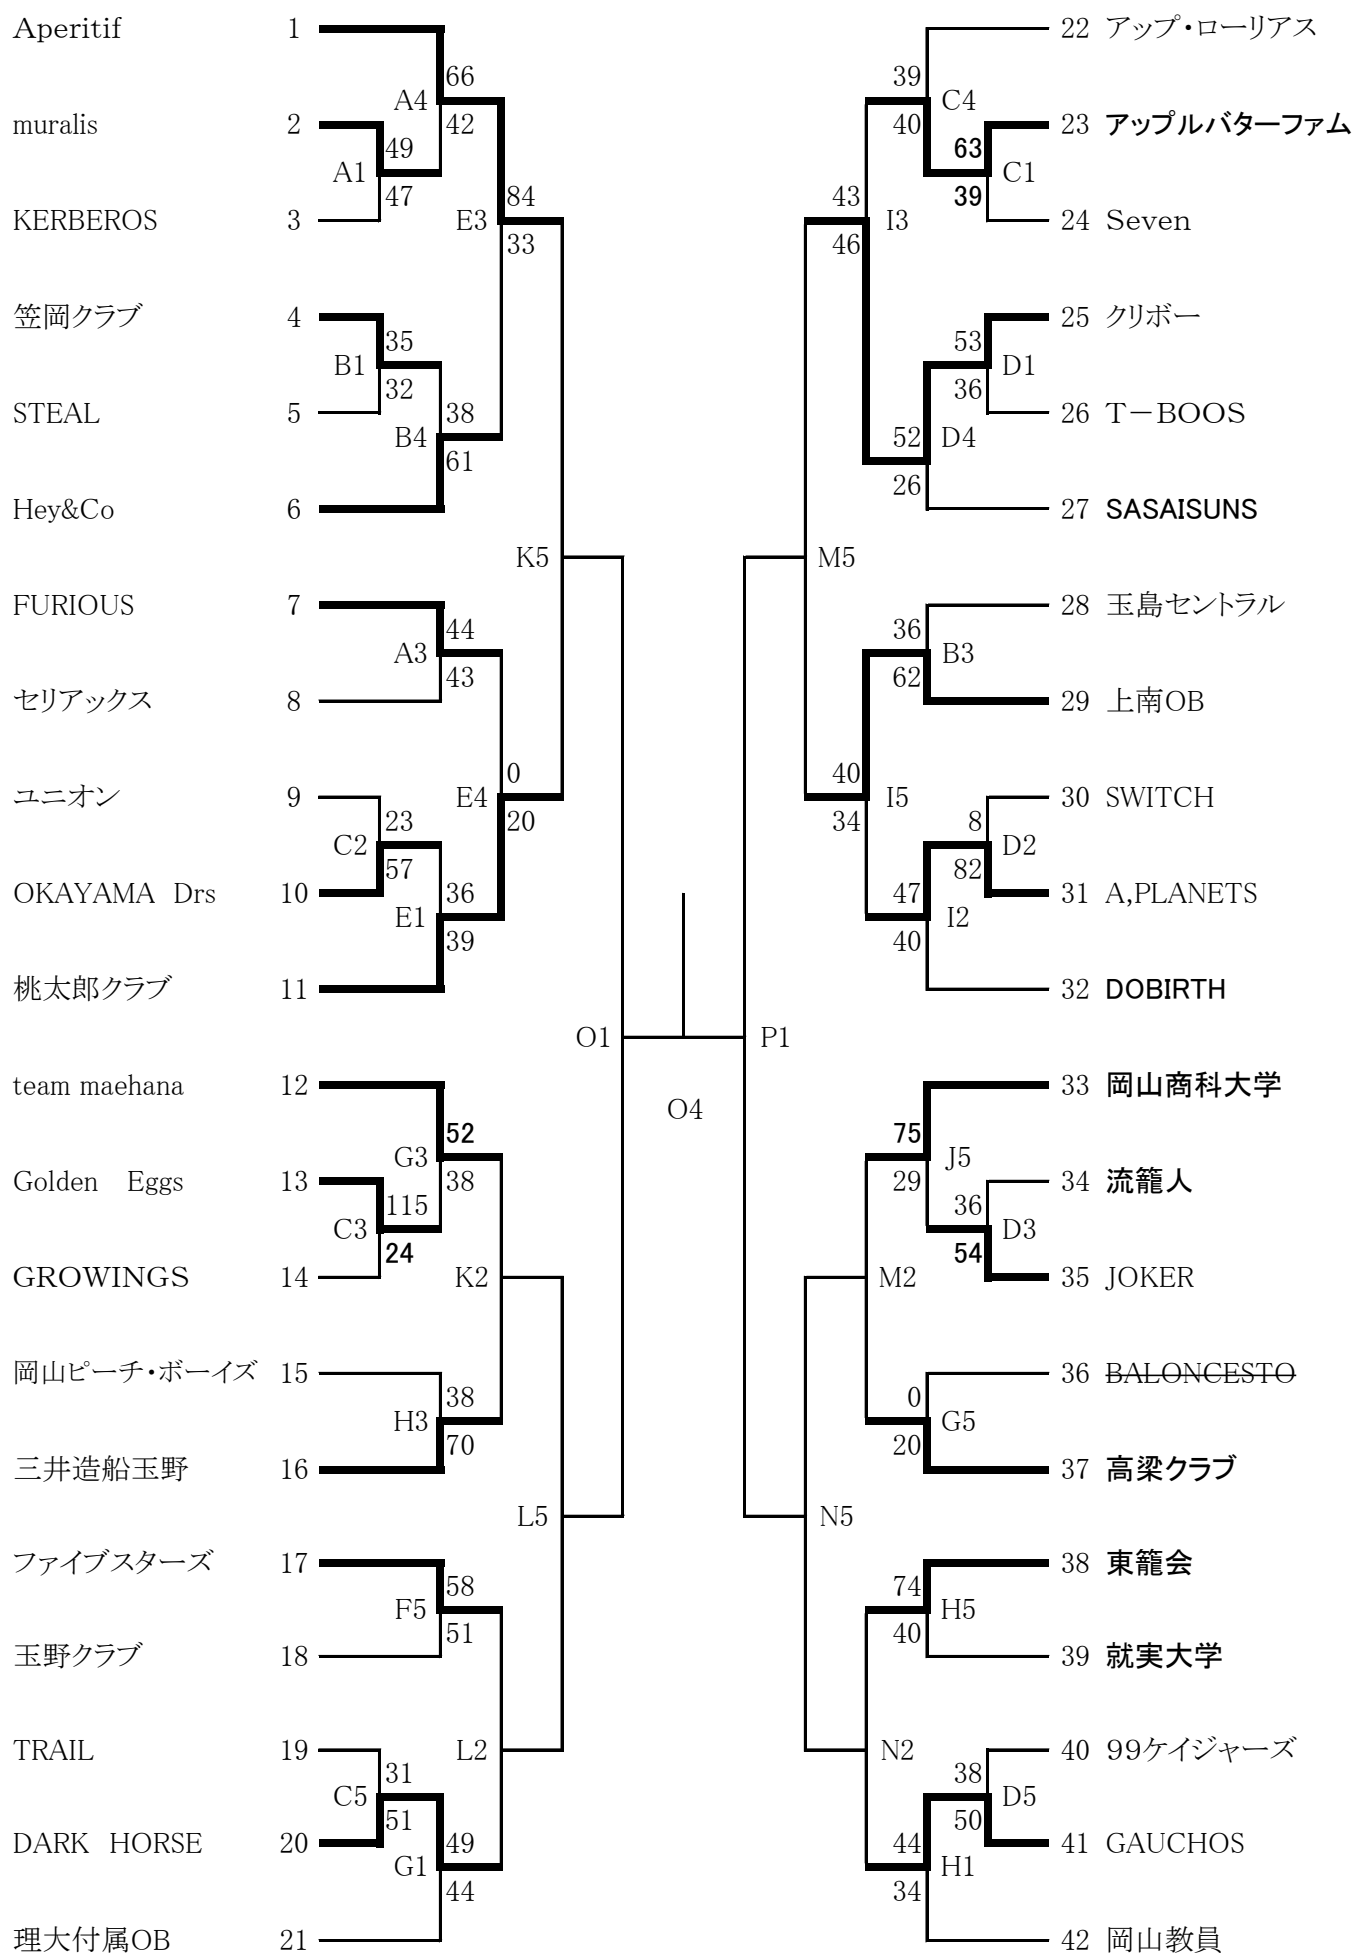 Aperitif 1
66
A4
42
muralis 2
49
A1
47
KERBEROS 3
84
E3
33
笠岡クラブ 4
35
B1
32
STEAL 5
38
B4
61
Hey&Co 6
K5
FURIOUS 7
44
A3
43
セリアックス 8
0
E4
20
ユニオン 9
23
C2
57
OKAYAMA Drs 10
36
E1
39
桃太郎クラブ 11
O1
team maehana 12
52
G3
38
Golden Eggs 13
115
C3
24
GROWINGS 14
K2
岡山ピーチ・ボーイズ 15
38
H3
70
三井造船玉野 16
L5
ファイブスターズ 17
58
F5
51
玉野クラブ 18
L2
TRAIL 19
31
C5
51
DARK HORSE 20
49
G1
44
理大付属OB 21
O4
22 アップ・ローリアス
39
C4
40
23 アップルバターファム
63
C1
39
24 Seven
43
I3
46
25 クリボー
53
D1
36
26 T－BOOS
52
D4
26
27 SASAISUNS
M5
28 玉島セントラル
36
B3
62
29 上南OB
40
I5
34
30 SWITCH
8
D2
82
31 A,PLANETS
47
I2
40
32 DOBIRTH
P1
33 岡山商科大学
75
J5
29
34 流籠人
36
D3
54
35 JOKER
M2
36 BALONCESTO
0
G5
20
37 高梁クラブ
N5
38 東籠会
74
H5
40
39 就実大学
N2
40 99ケイジャーズ
38
D5
50
41 GAUCHOS
44
H1
34
42 岡山教員